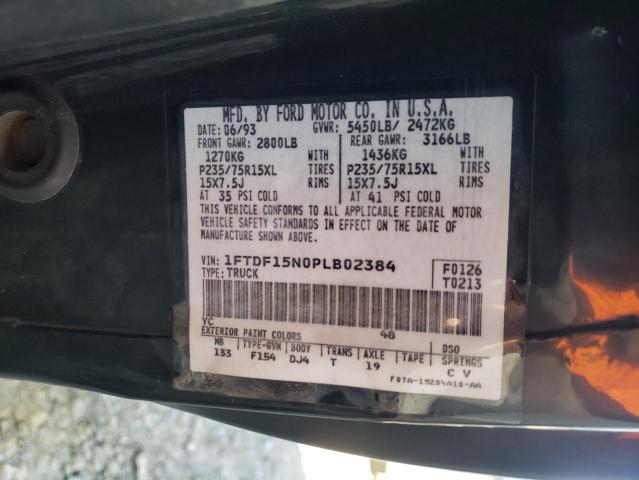 MFD. BY FORD MOTOR CO. IN U.S.A.
DATE: 06/93 GVWR: 5450LB/ 2472KG
FRONT GAWR: 2800LB REAR GAWR: 3166LB
1270KG WITH 1436KG WITH
P235/75R15XL TIRES P235/75R15XL TIRES
15X7.5J RIMS 15X7.5J RIMS
AT 35 PSI COLD AT 41 PSI COLD
THIS VEHICLE CONFORMS TO ALL APPLICABLE FEDERAL MOTOR
VEHICLE SAFETY STANDARDS IN EFFECT ON THE DATE OF
MANUFACTURE SHOWN ABOVE.
VIN: 1FTDF15N0PLB02384 F0126
TYPE: TRUCK T0213
YC 48
EXTERIOR PAINT COLORS DSO
WB TYPE-GVW BODY TRANS AXLE TAPE SPRINGS
133 F154 DJ4 T 19 C V
F0TA-15Z04A10-AA